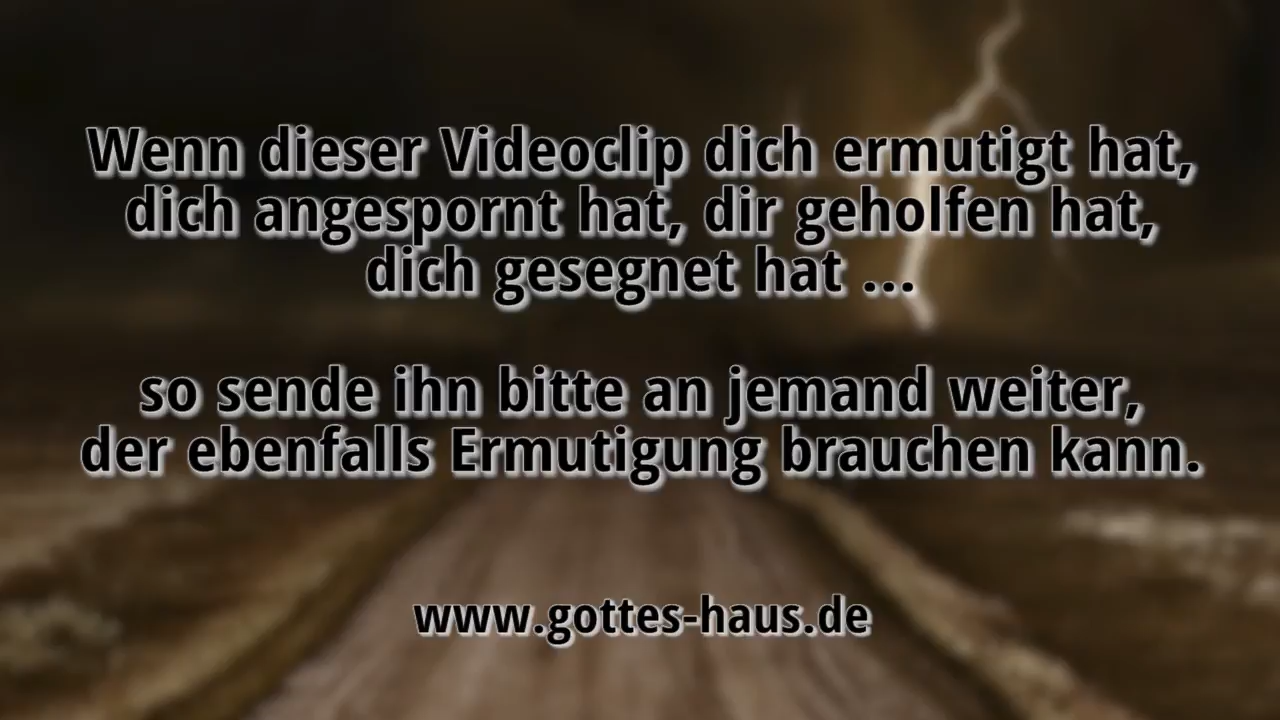 Wenn dieser Videoclip dich ermutigt hat,
dich angespornt hat, dir geholfen hat,
dich gesegnet hat ...
so sende ihn bitte an jemand weiter,
der ebenfalls Ermutigung brauchen kann.
www.gottes-haus.de